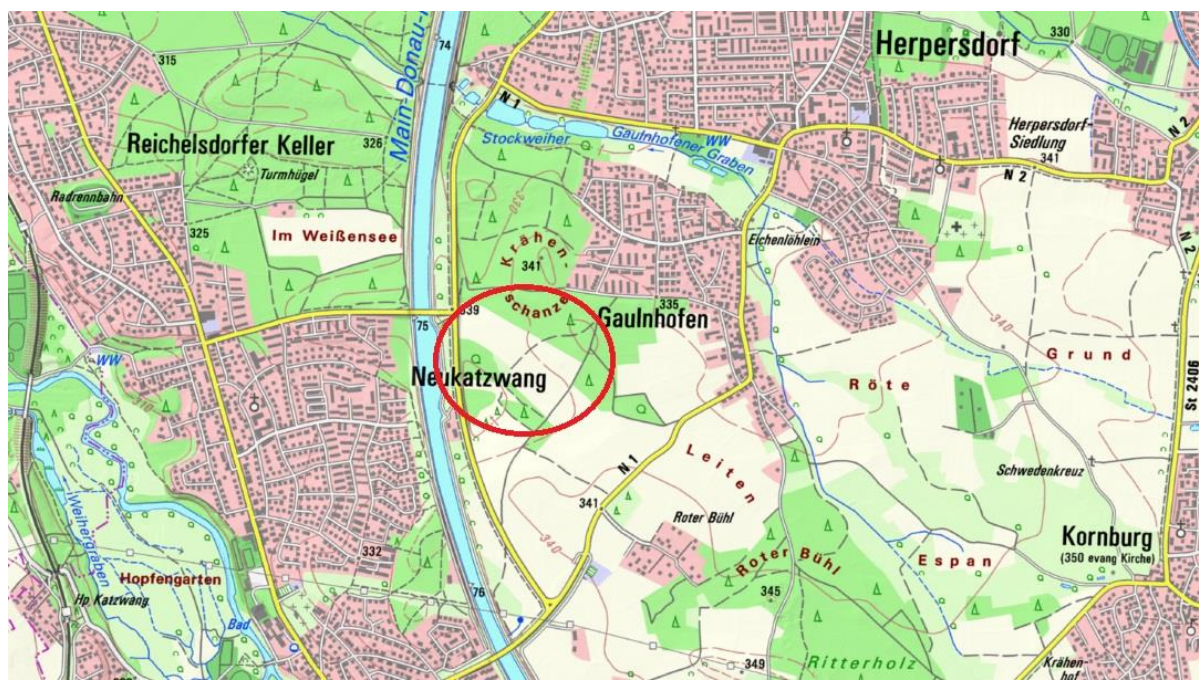 Herpersdorf
330
315
Main-Donau-
74
N 1
326
Stockweiher
Gaulnhofener Graben
WW
Herpersdorf-
Siedlung
341
N 2
N 2
Reichelsdorfer Keller
Turmhügel
Radrennbahn
325
Im Weißensee
330
Krähen-
schanze
341
Eichenlöhlein
N 2
339
75
335
Gaulnhofen
340
Grund
WW
Neukatzwang
Röte
St 2406
N 1
Leiten
Schwedenkreuz
341
Roter Bühl
Kornburg
(350 evang Kirche)
340
332
Weihergraben
Hopfengarten
Roter Bühl
Espan
Hp Katzwang
76
345
Bad
349
Ritterholz
Krähen-
hof